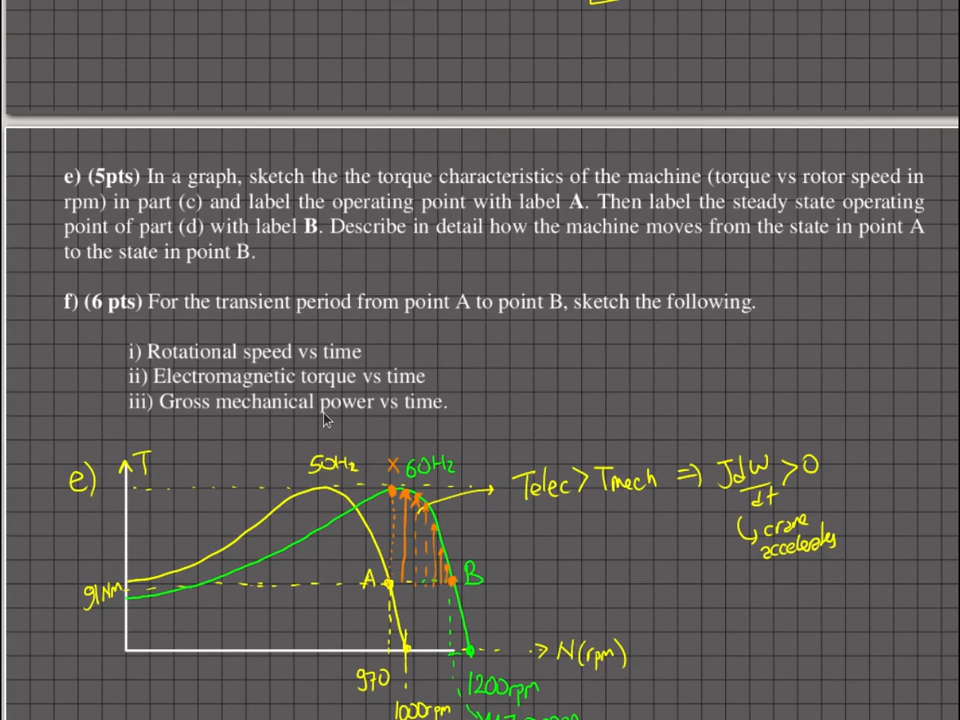 e) (5pts) In a graph, sketch the the torque characteristics of the machine (torque vs rotor speed in
rpm) in part (c) and label the operating point with label A. Then label the steady state operating
point of part (d) with label B. Describe in detail how the machine moves from the state in point A
to the state in point B.
f) (6 pts) For the transient period from point A to point B, sketch the following.
i) Rotational speed vs time
ii) Electromagnetic torque vs time
iii) Gross mechanical power vs time.
e) T 50Hz X 60Hz
Telec > Tmech => J dw/dt > 0
crane
accelerates
A B
91Nm
N(rpm)
970
1200rpm
1000rpm